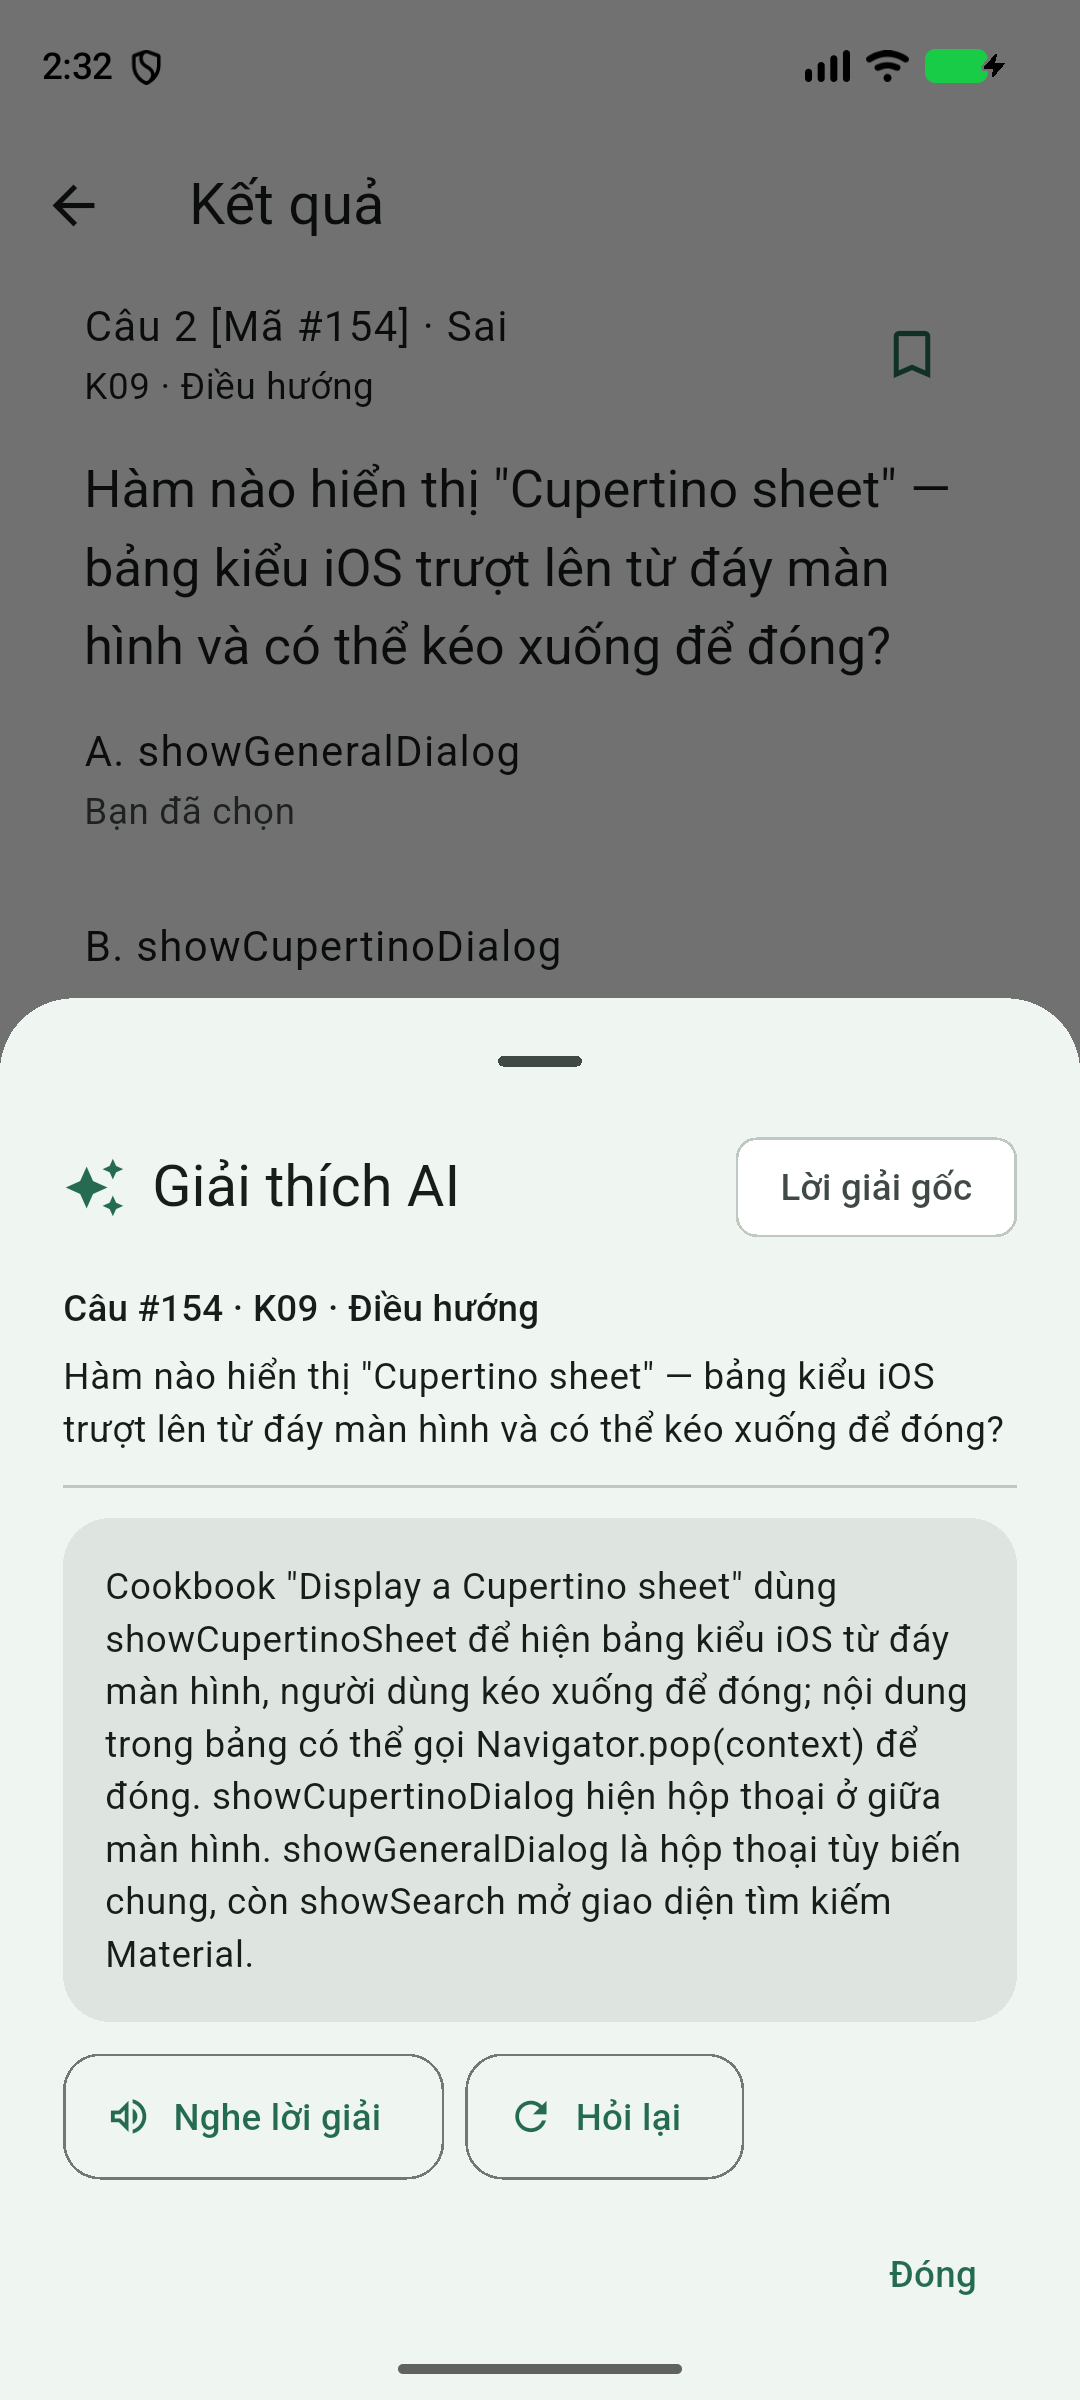 2:32
Kết quả
Câu 2 [Mã #154] · Sai
K09 · Điều hướng
Hàm nào hiển thị "Cupertino sheet" —
bảng kiểu iOS trượt lên từ đáy màn
hình và có thể kéo xuống để đóng?
A. showGeneralDialog
Bạn đã chọn
B. showCupertinoDialog
Giải thích AI
Lời giải gốc
Câu #154 · K09 · Điều hướng
Hàm nào hiển thị "Cupertino sheet" — bảng kiểu iOS
trượt lên từ đáy màn hình và có thể kéo xuống để đóng?
Cookbook "Display a Cupertino sheet" dùng
showCupertinoSheet để hiện bảng kiểu iOS từ đáy
màn hình, người dùng kéo xuống để đóng; nội dung
trong bảng có thể gọi Navigator.pop(context) để
đóng. showCupertinoDialog hiện hộp thoại ở giữa
màn hình. showGeneralDialog là hộp thoại tùy biến
chung, còn showSearch mở giao diện tìm kiếm
Material.
Nghe lời giải
Hỏi lại
Đóng